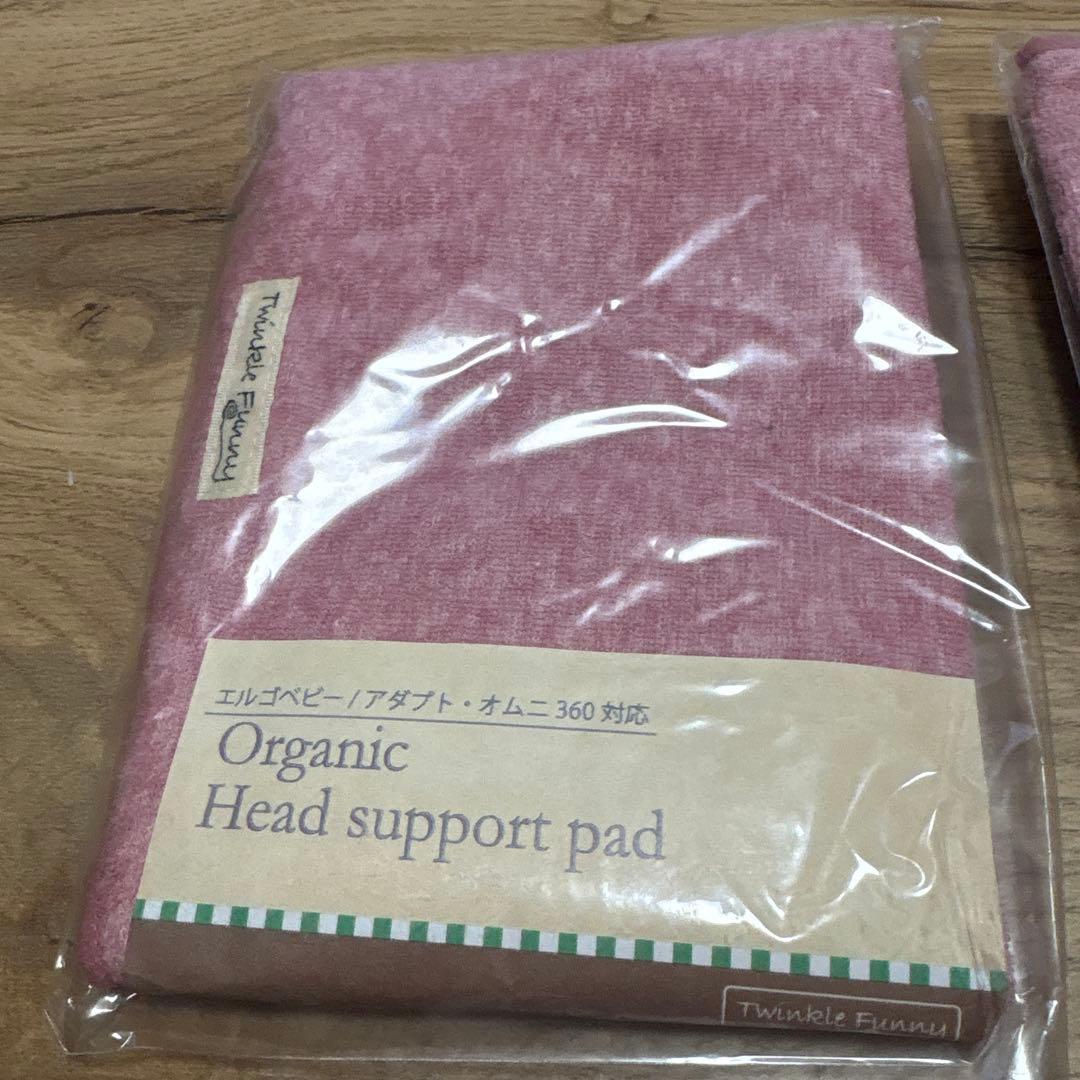 Twinkle Funny
エルゴベビー/アダプト・オムニ360対応
Organic
Head support pad
Twinkle Funny